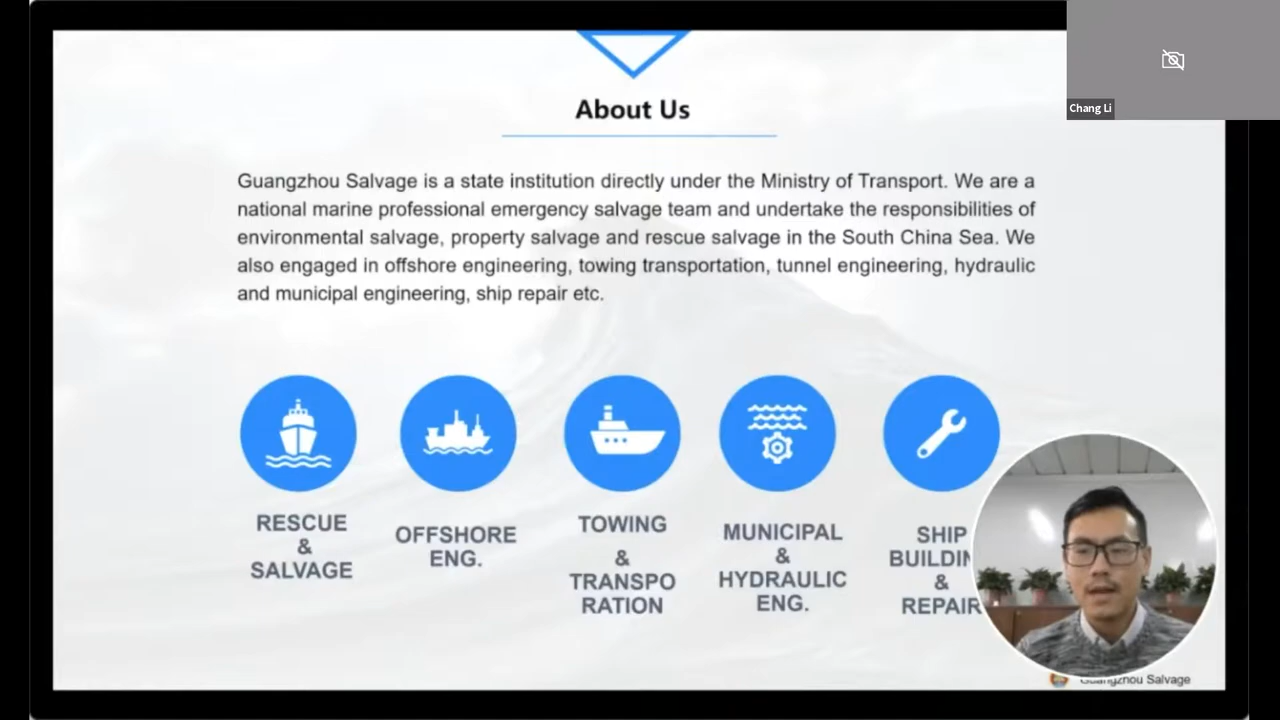 Chang Li
About Us
Guangzhou Salvage is a state institution directly under the Ministry of Transport. We are a
national marine professional emergency salvage team and undertake the responsibilities of
environmental salvage, property salvage and rescue salvage in the South China Sea. We
also engaged in offshore engineering, towing transportation, tunnel engineering, hydraulic
and municipal engineering, ship repair etc.
RESCUE
&
SALVAGE
OFFSHORE
ENG.
TOWING
&
TRANSPO
RATION
MUNICIPAL
&
HYDRAULIC
ENG.
SHIP
&
REPAIR
Guangzhou Salvage